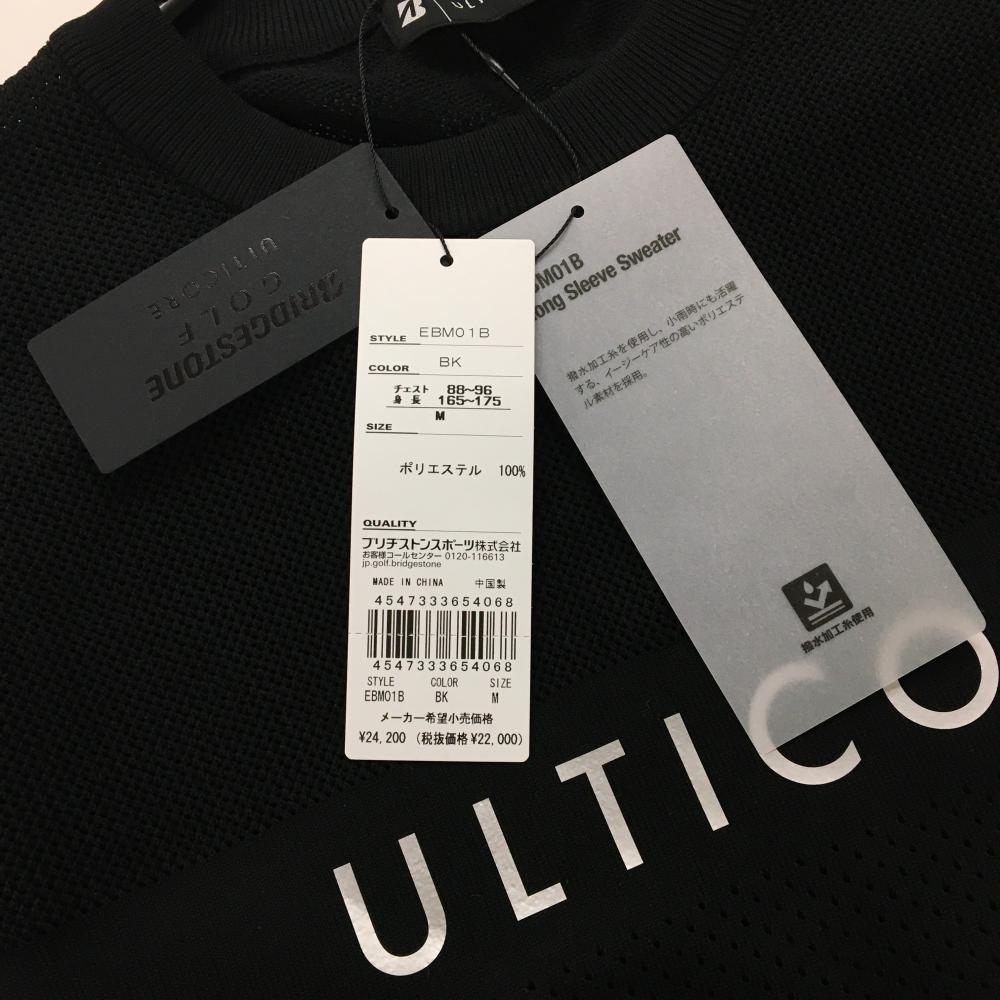 BRIDGESTONE
GOLF
ULTICORE
STYLE EBM01B
COLOR BK
チェスト 88~96
身長 165~175
M
SIZE
ポリエステル 100%
QUALITY
ブリヂストンスポーツ株式会社
お客様コールセンター 0120-116613
jp.golf.bridgestone
MADE IN CHINA 中国製
4547333654068
4547333654068
STYLE COLOR SIZE
EBM01B BK M
メーカー希望小売価格
¥24,200 (税抜価格¥22,000)
BM01B
ong Sleeve Sweater
撥水加工糸を使用し、小雨時にも活躍
する、イージーケア性の高いポリエステ
ル素材を採用。
撥水加工糸使用
ULTICO